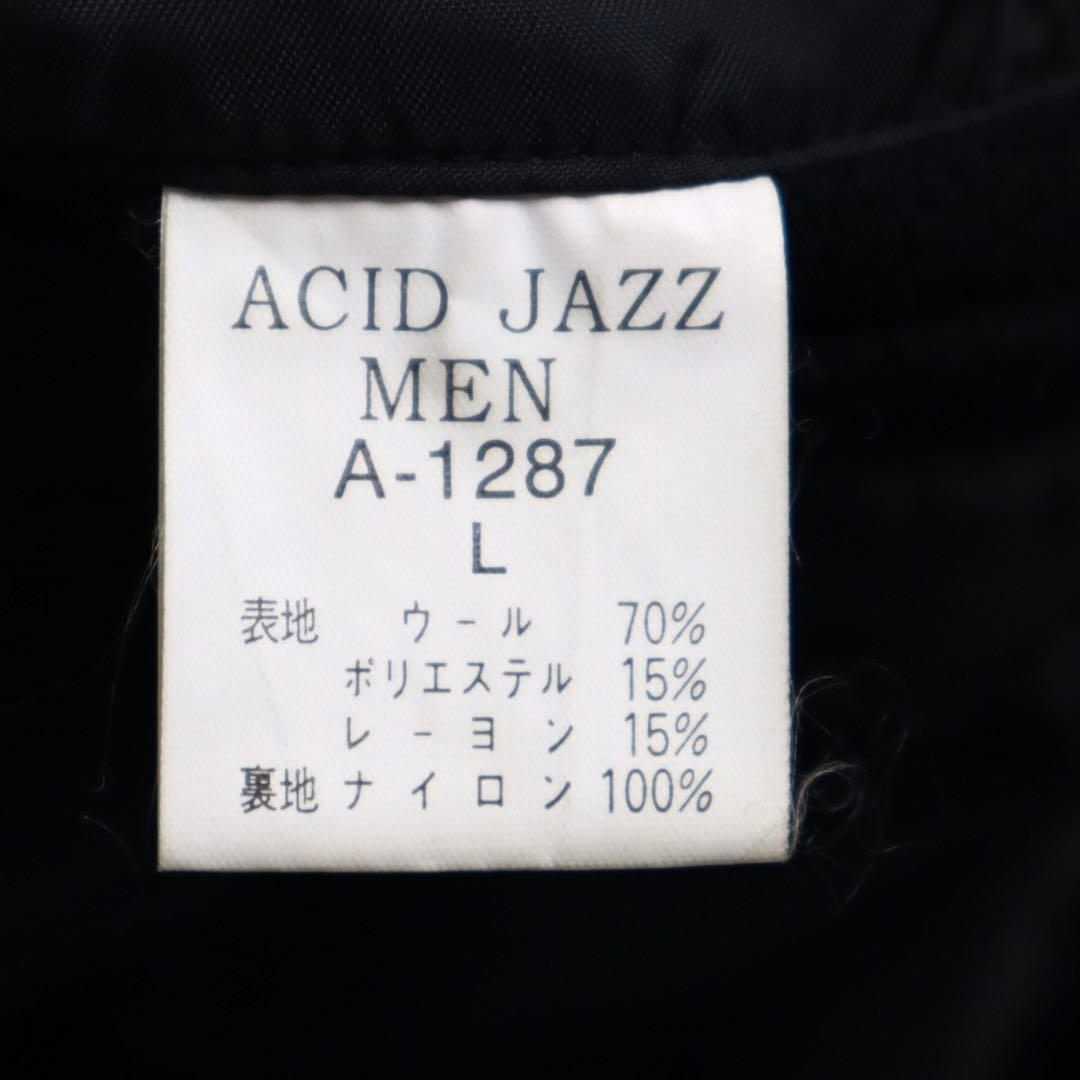 ACID JAZZ
MEN
A-1287
L
表地 ウール 70%
ポリエステル 15%
レーヨン 15%
裏地 ナイロン 100%